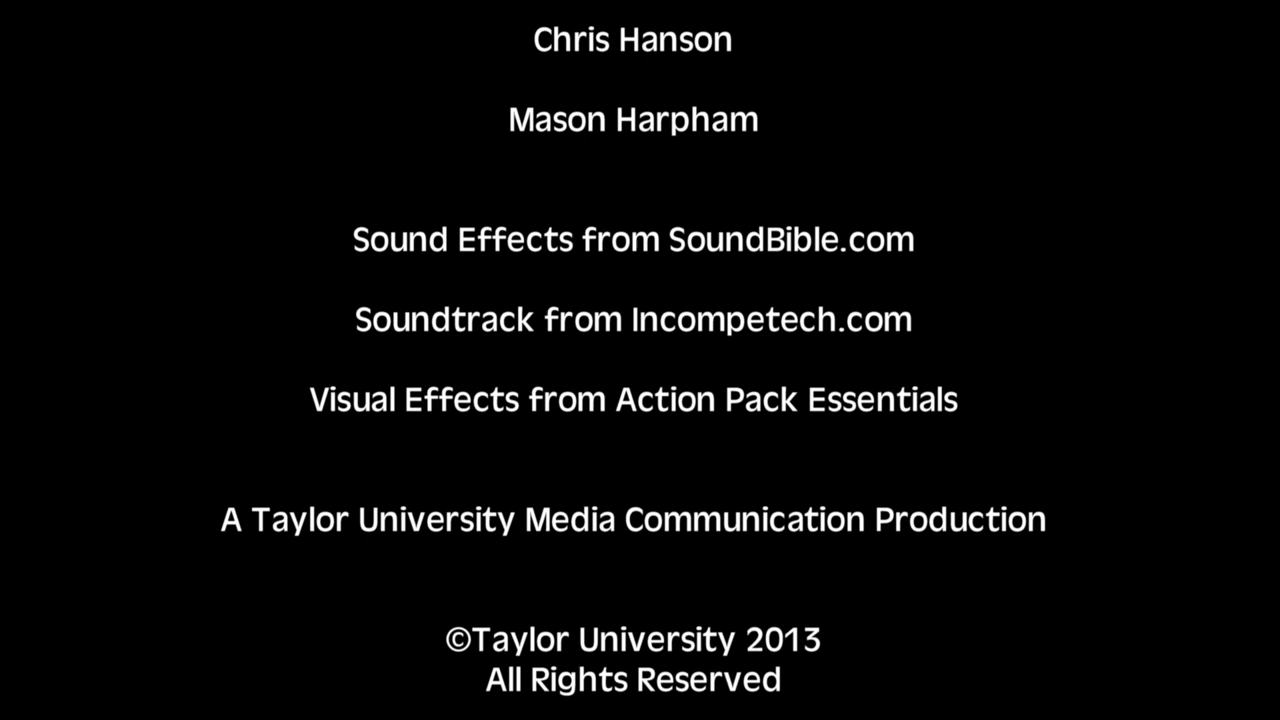 Chris Hanson
Mason Harpham
Sound Effects from SoundBible.com
Soundtrack from Incompetech.com
Visual Effects from Action Pack Essentials
A Taylor University Media Communication Production
©Taylor University 2013
All Rights Reserved